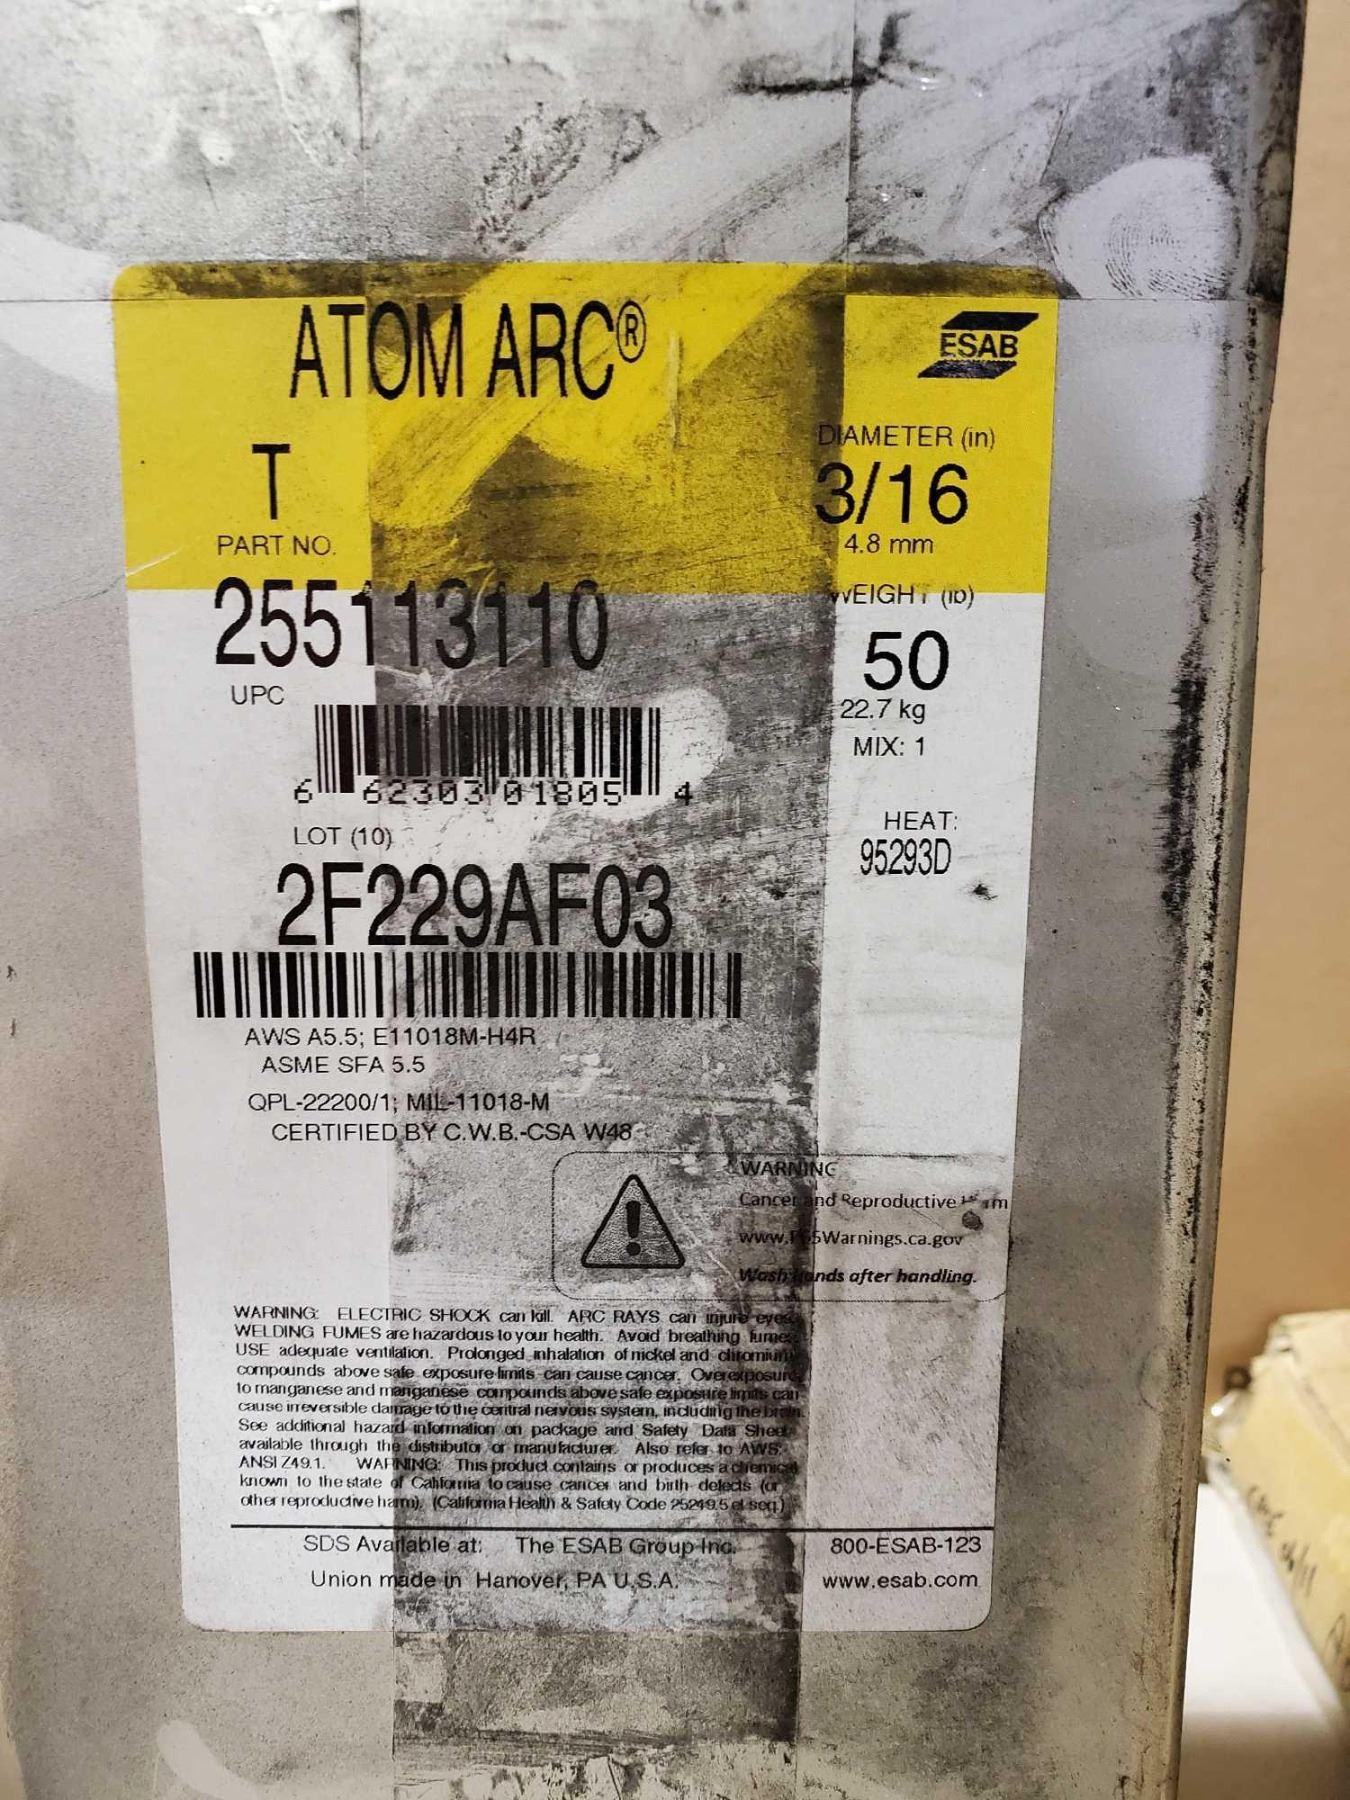 ATOM ARC®
ESAB
T
DIAMETER (in)
3/16
4.8 mm
PART NO.
255113110
WEIGHT (lb)
50
22.7 kg
UPC
6 62303 01805 4
MIX: 1
LOT (10)
2F229AF03
HEAT:
95293D
AWS A5.5; E11018M-H4R
ASME SFA 5.5
QPL-22200/1; MIL-11018-M
CERTIFIED BY C.W.B.-CSA W48
WARNING
Cancer and Reproductive Harm
www.P65Warnings.ca.gov
Wash hands after handling.
WARNING: ELECTRIC SHOCK can kill. ARC RAYS can injure eyes.
WELDING FUMES are hazardous to your health. Avoid breathing fumes.
USE adequate ventilation. Prolonged inhalation of nickel and chromium
compounds above safe exposure limits can cause cancer. Overexposure
to manganese and manganese compounds above safe exposure limits can
cause irreversible damage to the central nervous system, including the brain.
See additional hazard information on package and Safety Data Sheet
available through the distributor or manufacturer. Also refer to AWS:
ANSI Z49.1. WARNING: This product contains or produces a chemical
known to the state of California to cause cancer and birth defects (or
other reproductive harm). (California Health & Safety Code 25249.5 et seq.)
SDS Available at: The ESAB Group Inc. 800-ESAB-123
Union made in Hanover, PA U.S.A. www.esab.com